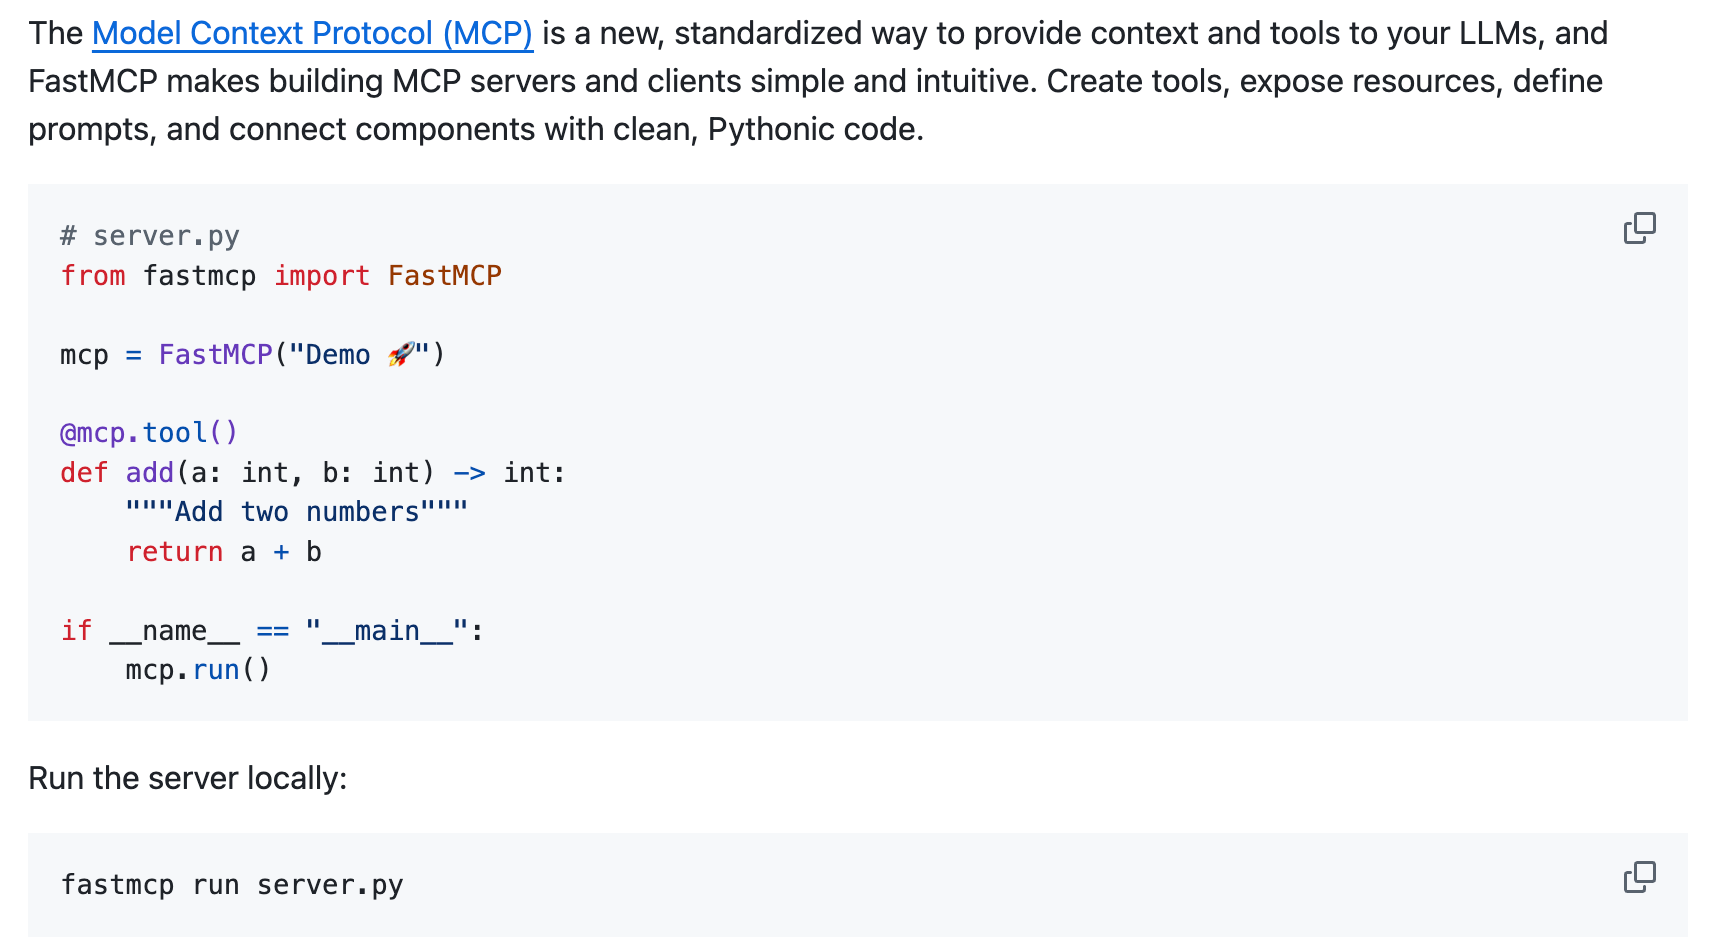 The Model Context Protocol (MCP) is a new, standardized way to provide context and tools to your LLMs, and
FastMCP makes building MCP servers and clients simple and intuitive. Create tools, expose resources, define
prompts, and connect components with clean, Pythonic code.
# server.py
from fastmcp import FastMCP
mcp = FastMCP("Demo 🚀")
@mcp.tool()
def add(a: int, b: int) -> int:
    """Add two numbers"""
    return a + b
if __name__ == "__main__":
    mcp.run()
Run the server locally:
fastmcp run server.py